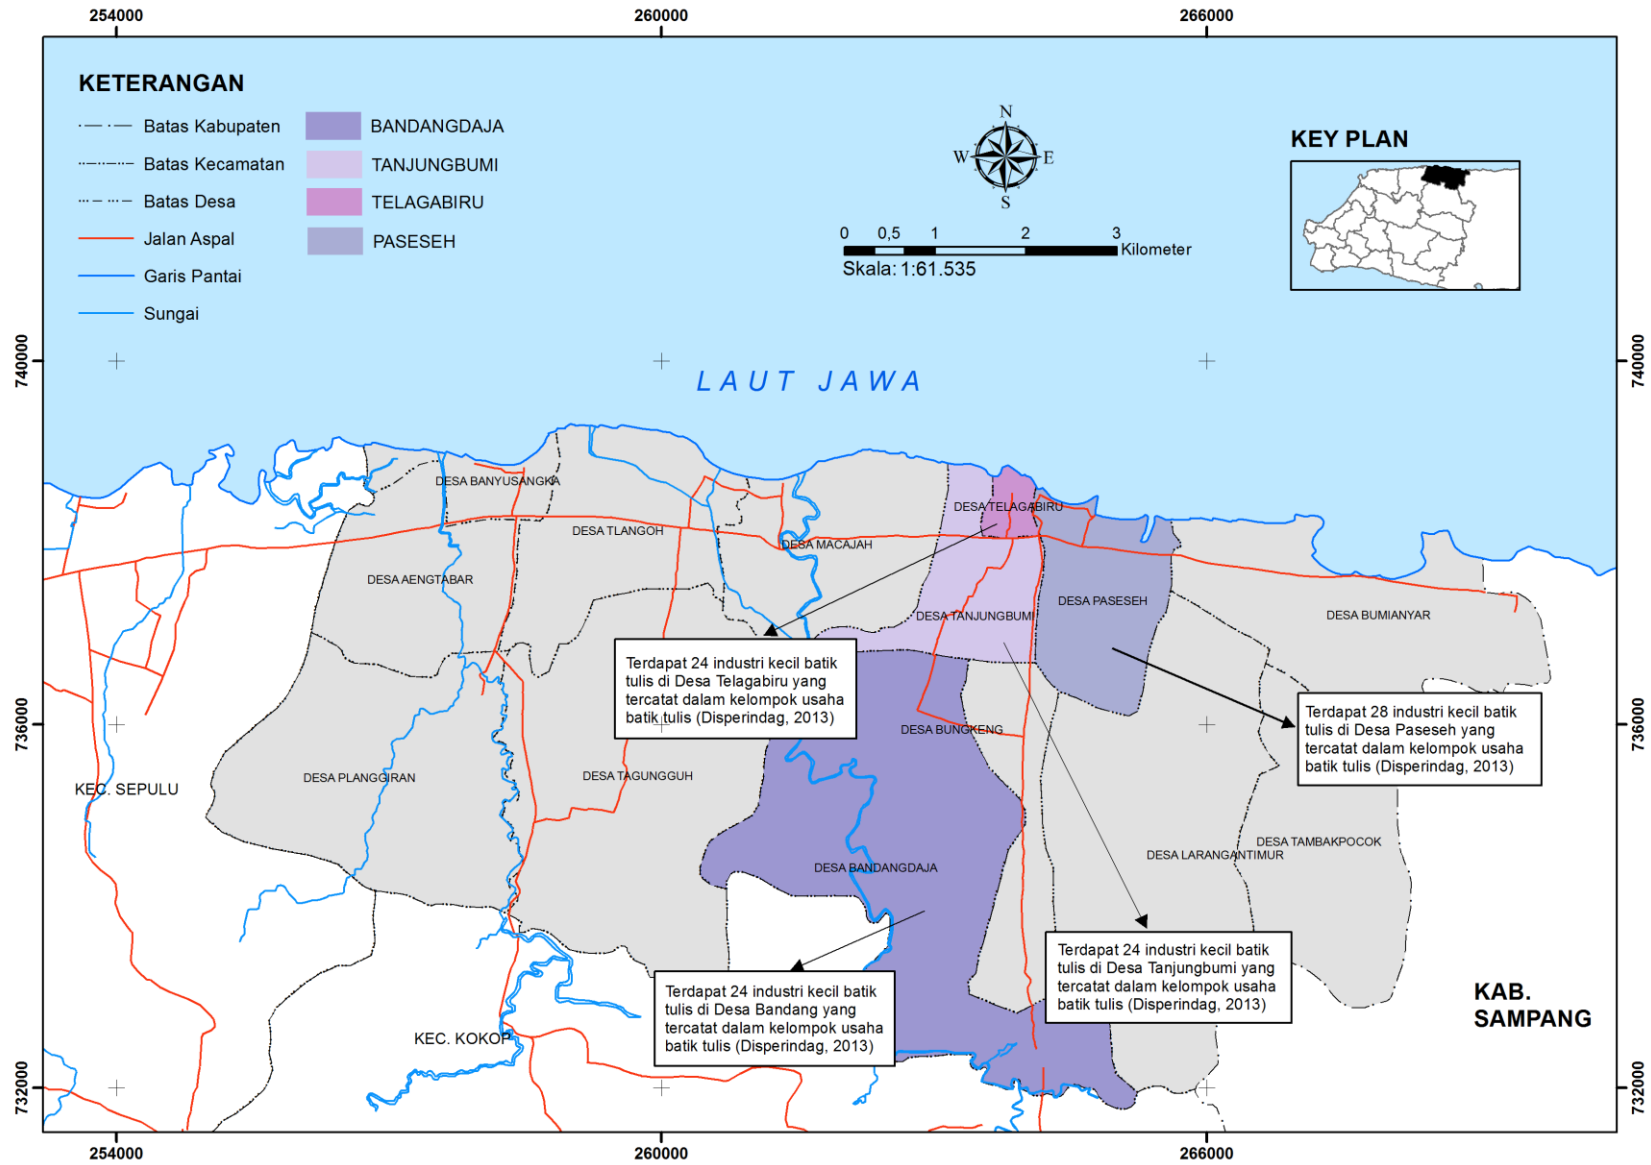 254000
260000
266000
KETERANGAN
Batas Kabupaten
Batas Kecamatan
Batas Desa
Jalan Aspal
Garis Pantai
Sungai
BANDANGDAJA
TANJUNGBUMI
TELAGABIRU
PASESEH
N
W
E
S
0 0,5 1 2 3
Kilometer
Skala: 1:61.535
KEY PLAN
740000
740000
LAUT JAWA
DESA BANYUSANGKA
DESA TLANGOH
DESA MACAJAH
DESA TELAGABIRU
DESA AENGTABAR
DESA TANJUNGBUMI
DESA PASESEH
DESA BUMIANYAR
Terdapat 24 industri kecil batik
tulis di Desa Telagabiru yang
tercatat dalam kelompok usaha
batik tulis (Disperindag, 2013)
Terdapat 28 industri kecil batik
tulis di Desa Paseseh yang
tercatat dalam kelompok usaha
batik tulis (Disperindag, 2013)
736000
736000
DESA BUNGKENG
KEC. SEPULU
DESA PLANGGIRAN
DESA TAGUNGGUH
DESA BANDANGDAJA
DESA LARANGANTIMUR
DESA TAMBAKPOCOK
Terdapat 24 industri kecil batik
tulis di Desa Tanjungbumi yang
tercatat dalam kelompok usaha
batik tulis (Disperindag, 2013)
Terdapat 24 industri kecil batik
tulis di Desa Bandang yang
tercatat dalam kelompok usaha
batik tulis (Disperindag, 2013)
KAB.
SAMPANG
KEC. KOKOP
732000
732000
254000
260000
266000